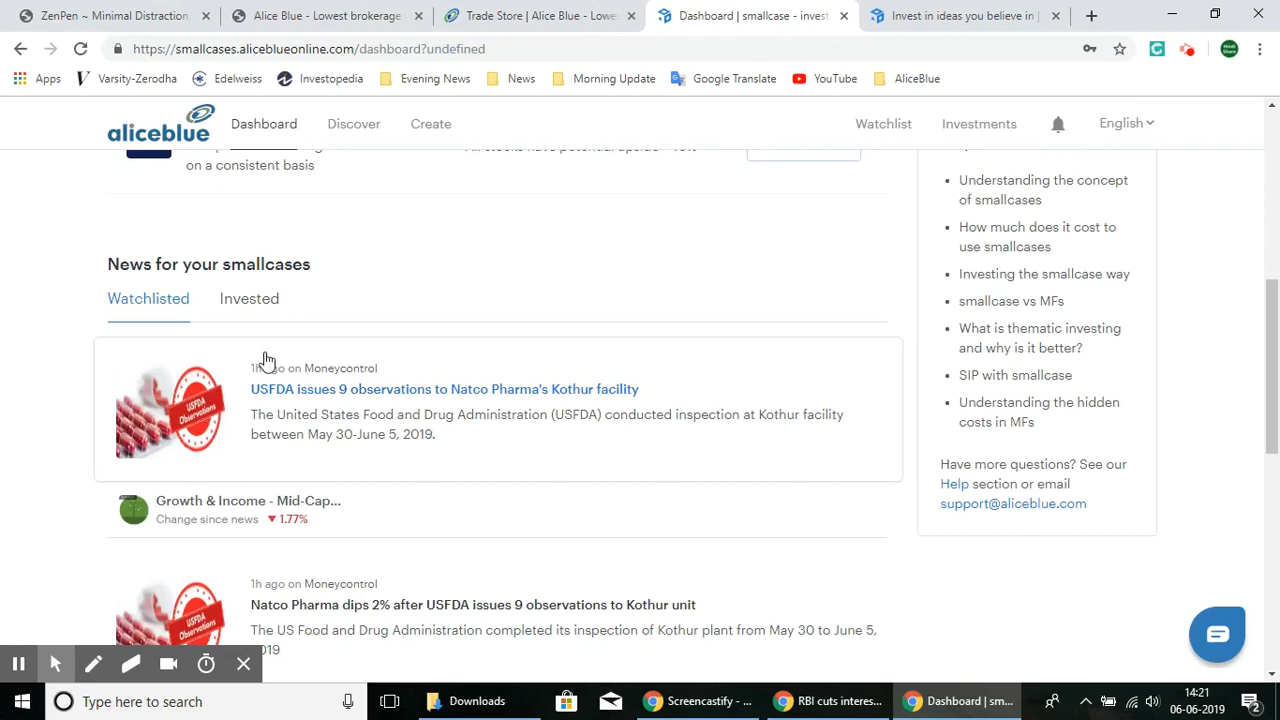 ZenPen ~ Minimal Distraction,
Alice Blue - Lowest brokerage
Trade Store | Alice Blue - Lowe
Dashboard | smallcase - invest
Invest in ideas you believe in |
https://smallcases.aliceblueonline.com/dashboard?undefined
Apps
Varsity-Zerodha
Edelweiss
Investopedia
Evening News
News
Morning Update
Google Translate
YouTube
AliceBlue
aliceblue
Dashboard
Discover
Create
Watchlist
Investments
English
on a consistent basis
Understanding the concept
of smallcases
How much does it cost to
use smallcases
Investing the smallcase way
smallcase vs MFs
What is thematic investing
and why is it better?
SIP with smallcase
Understanding the hidden
costs in MFs
Have more questions? See our
Help section or email
support@aliceblue.com
News for your smallcases
Watchlisted
Invested
1h ago on Moneycontrol
USFDA issues 9 observations to Natco Pharma's Kothur facility
The United States Food and Drug Administration (USFDA) conducted inspection at Kothur facility
between May 30-June 5, 2019.
USFDA
Observations
Growth & Income - Mid-Cap...
Change since news ▼ 1.77%
1h ago on Moneycontrol
Natco Pharma dips 2% after USFDA issues 9 observations to Kothur unit
The US Food and Drug Administration completed its inspection of Kothur plant from May 30 to June 5,
2019
USFDA
Observations
Type here to search
Downloads
Screencastify - ...
RBI cuts interes...
Dashboard | sm...
14:21
06-06-2019
2